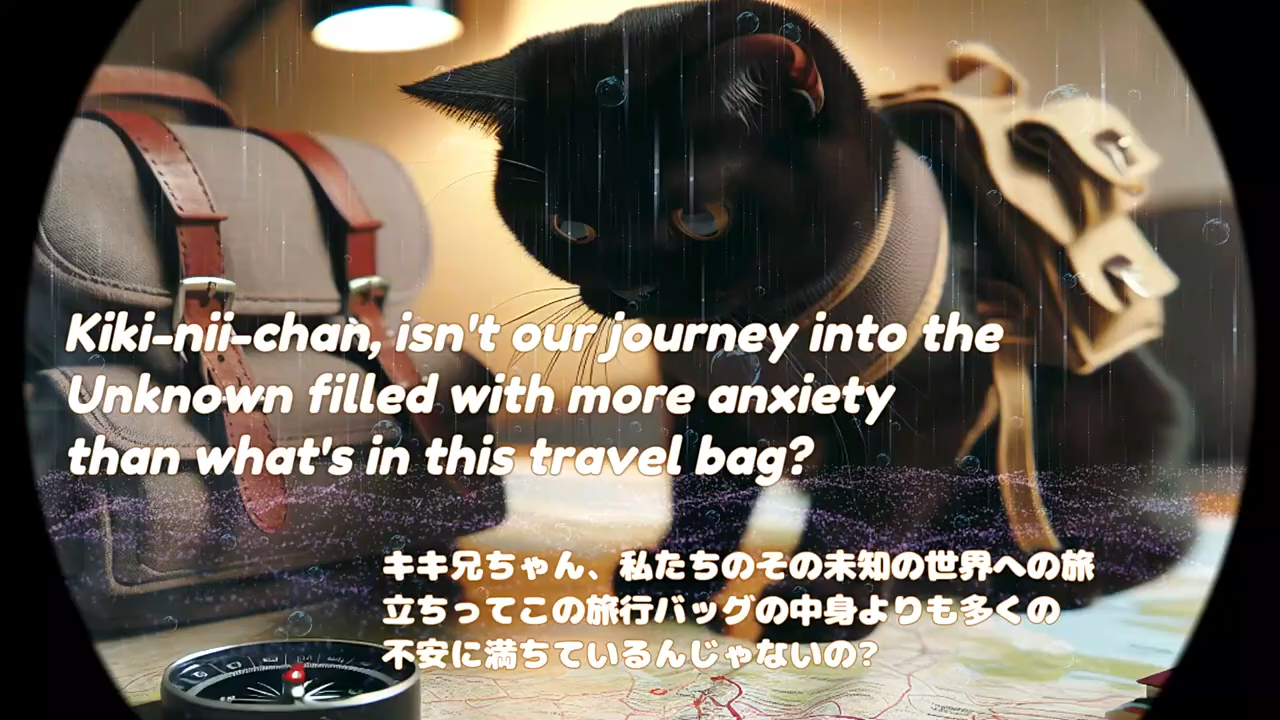 Kiki-nii-chan, isn't our journey into the
Unknown filled with more anxiety
than what's in this travel bag?
キキ兄ちゃん、私たちのその未知の世界への旅
立ちってこの旅行バッグの中身よりも多くの
不安に満ちているんじゃないの?